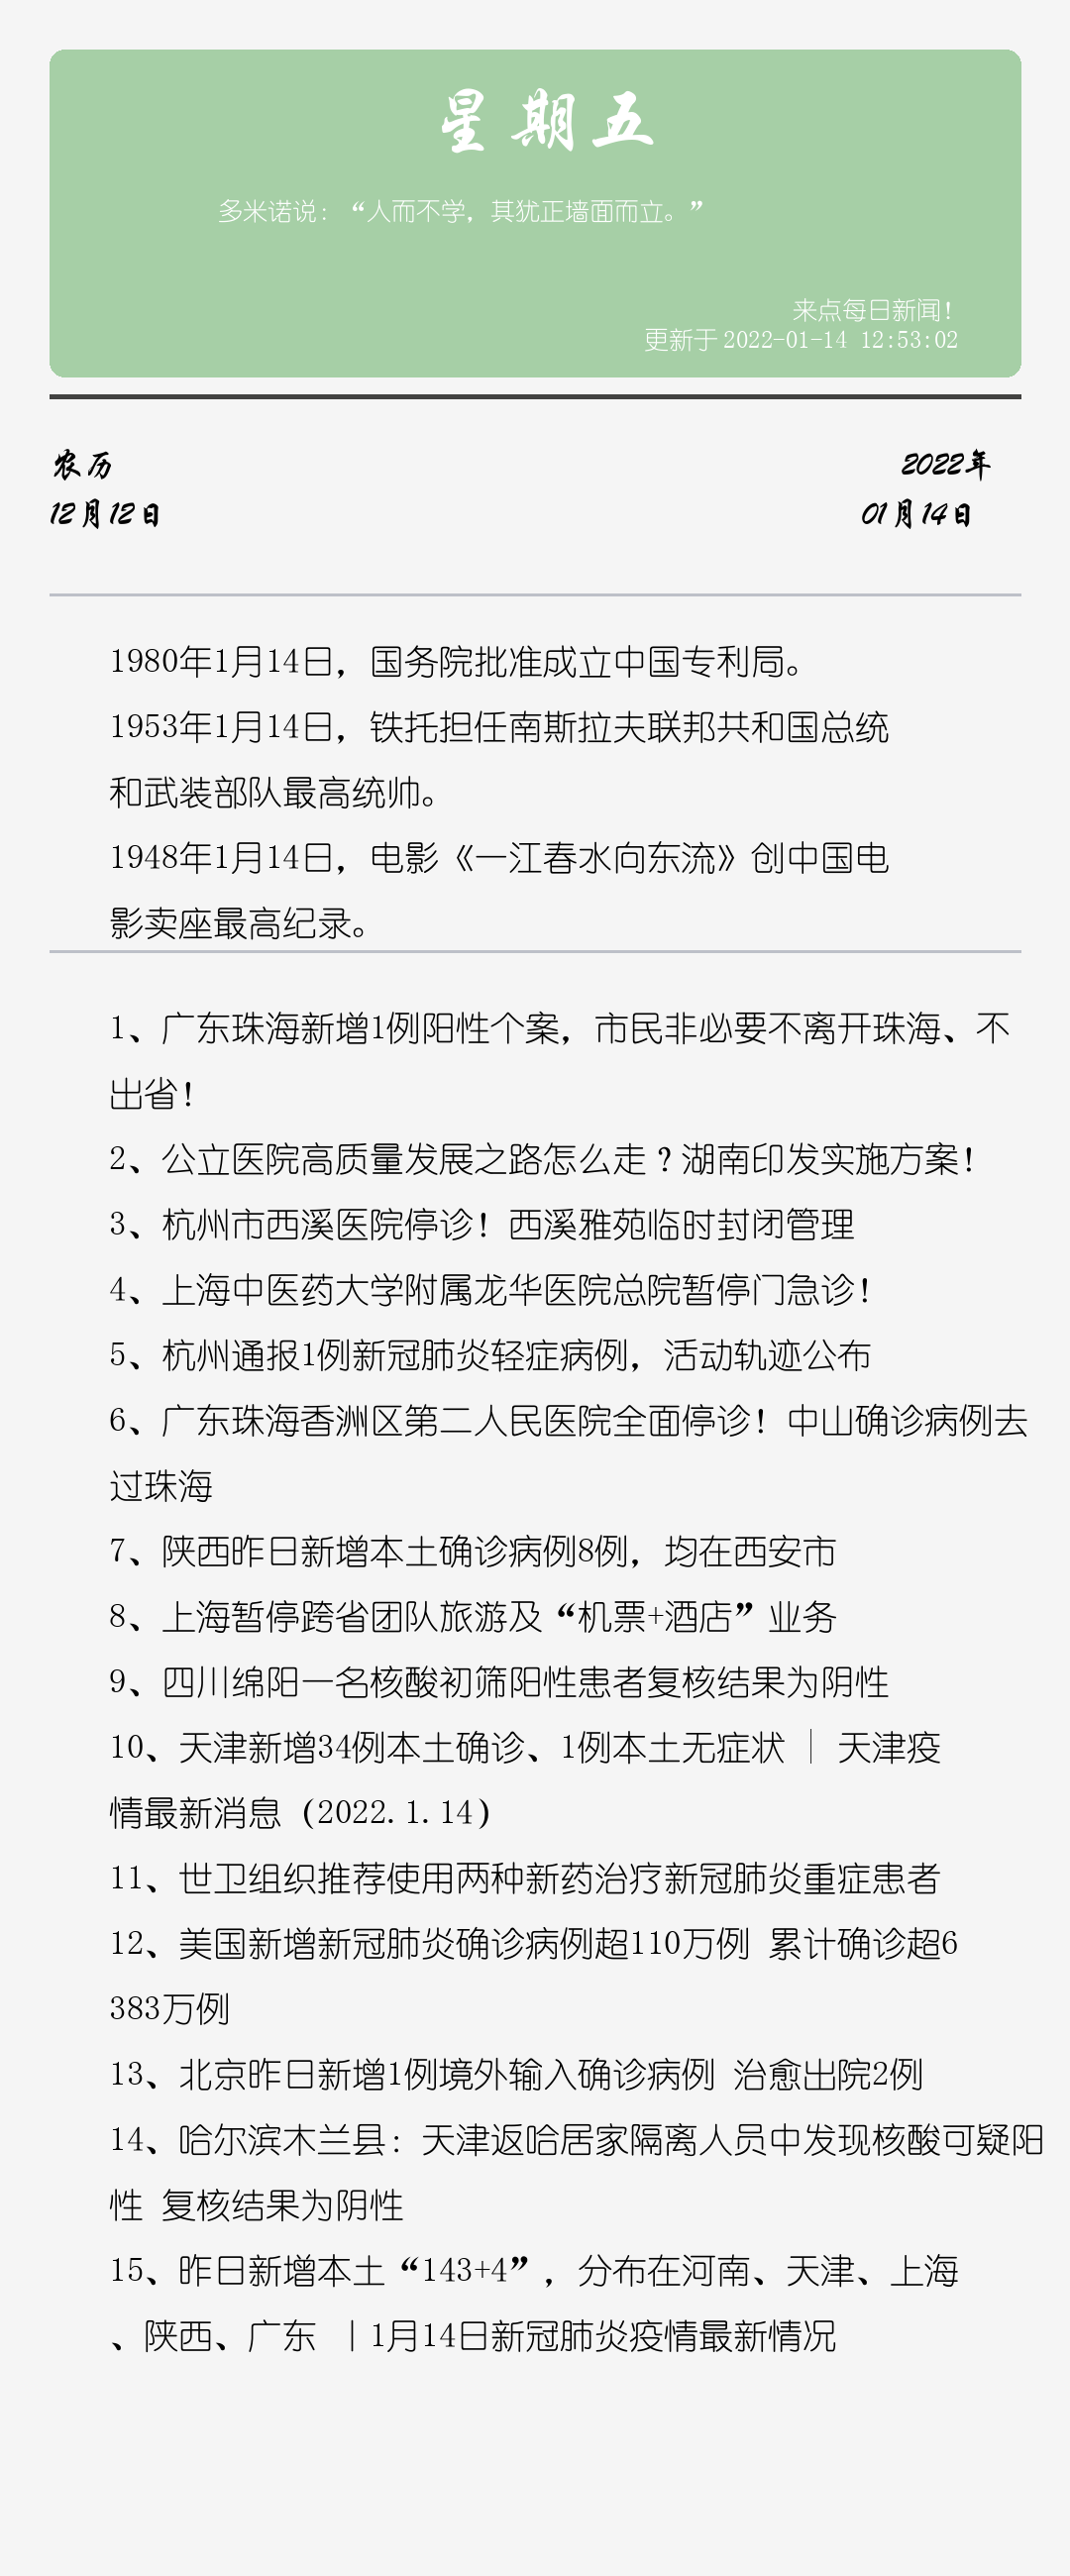 星期五
多米诺说：“人而不学，其犹正墙面而立。”
来点每日新闻！
更新于 2022-01-14 12:53:02
农历
2022年
12月12日
01月14日
1980年1月14日，国务院批准成立中国专利局。
1953年1月14日，铁托担任南斯拉夫联邦共和国总统
和武装部队最高统帅。
1948年1月14日，电影《一江春水向东流》创中国电
影卖座最高纪录。
1、广东珠海新增1例阳性个案，市民非必要不离开珠海、不
出省！
2、公立医院高质量发展之路怎么走？湖南印发实施方案！
3、杭州市西溪医院停诊！西溪雅苑临时封闭管理
4、上海中医药大学附属龙华医院总院暂停门急诊！
5、杭州通报1例新冠肺炎轻症病例，活动轨迹公布
6、广东珠海香洲区第二人民医院全面停诊！中山确诊病例去
过珠海
7、陕西昨日新增本土确诊病例8例，均在西安市
8、上海暂停跨省团队旅游及“机票+酒店”业务
9、四川绵阳一名核酸初筛阳性患者复核结果为阴性
10、天津新增34例本土确诊、1例本土无症状 │ 天津疫
情最新消息（2022.1.14）
11、世卫组织推荐使用两种新药治疗新冠肺炎重症患者
12、美国新增新冠肺炎确诊病例超110万例 累计确诊超6
383万例
13、北京昨日新增1例境外输入确诊病例 治愈出院2例
14、哈尔滨木兰县：天津返哈居家隔离人员中发现核酸可疑阳
性 复核结果为阴性
15、昨日新增本土“143+4”，分布在河南、天津、上海
、陕西、广东 ｜1月14日新冠肺炎疫情最新情况